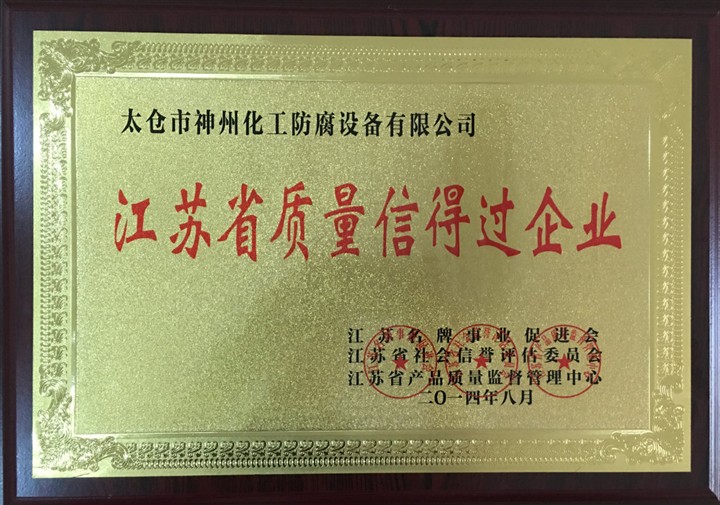 太仓市神州化工防腐设备有限公司
江苏省质量信得过企业
江苏名牌事业促进会
江苏省社会信誉评估委员会
江苏省产品质量监督管理中心
二〇一四年八月